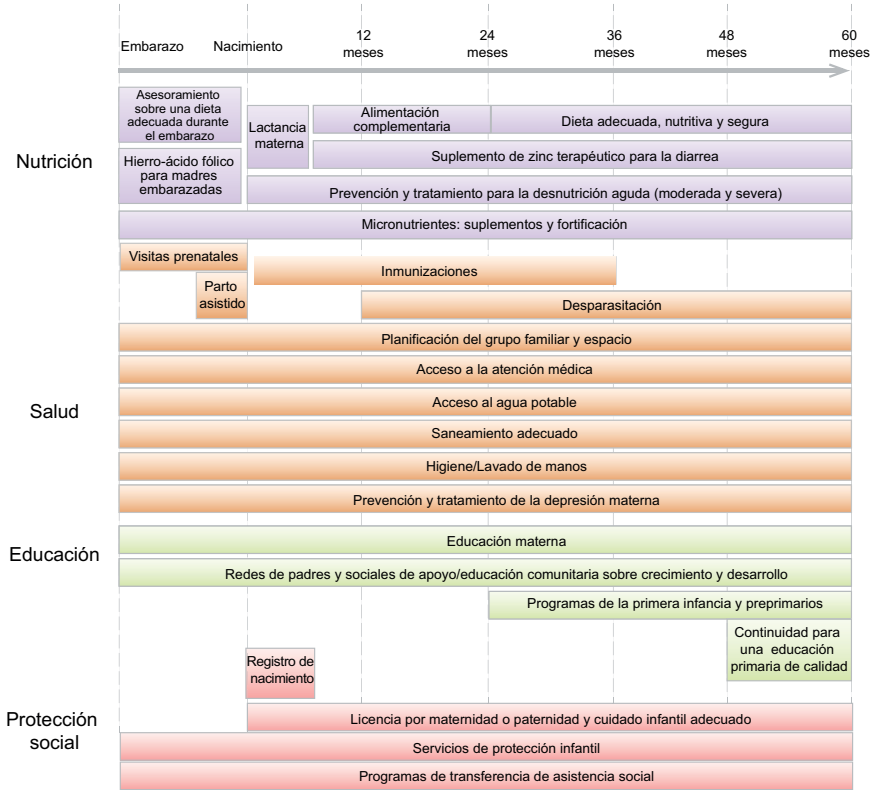 Embarazo
Nacimiento
12
meses
24
meses
36
meses
48
meses
60
meses
Nutrición
Asesoramiento
sobre una dieta
adecuada durante
el embarazo
Lactancia
materna
Alimentación
complementaria
Dieta adecuada, nutritiva y segura
Hierro-ácido fólico
para madres
embarazadas
Suplemento de zinc terapéutico para la diarrea
Prevención y tratamiento para la desnutrición aguda (moderada y severa)
Micronutrientes: suplementos y fortificación
Salud
Visitas prenatales
Parto
asistido
Inmunizaciones
Desparasitación
Planificación del grupo familiar y espacio
Acceso a la atención médica
Acceso al agua potable
Saneamiento adecuado
Higiene/Lavado de manos
Prevención y tratamiento de la depresión materna
Educación
Educación materna
Redes de padres y sociales de apoyo/educación comunitaria sobre crecimiento y desarrollo
Programas de la primera infancia y preprimarios
Continuidad para
una educación
primaria de calidad
Protección
social
Registro de
nacimiento
Licencia por maternidad o paternidad y cuidado infantil adecuado
Servicios de protección infantil
Programas de transferencia de asistencia social